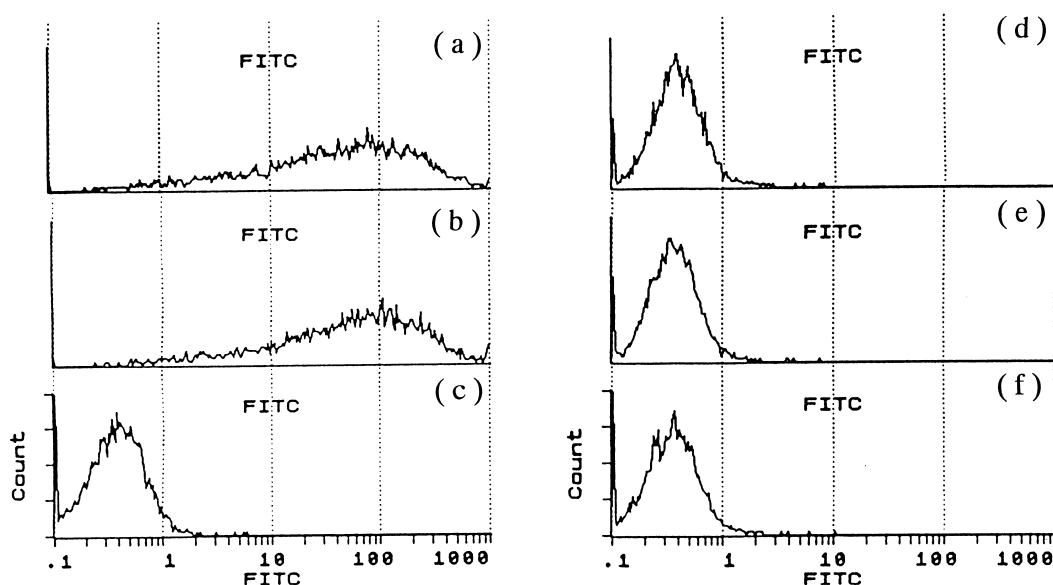 (a)
FITC
(b)
FITC
(c)
FITC
Count
.1 1 10 100 1000
FITC
(d)
FITC
(e)
FITC
(f)
FITC
Count
.1 1 10 100 1000
FITC